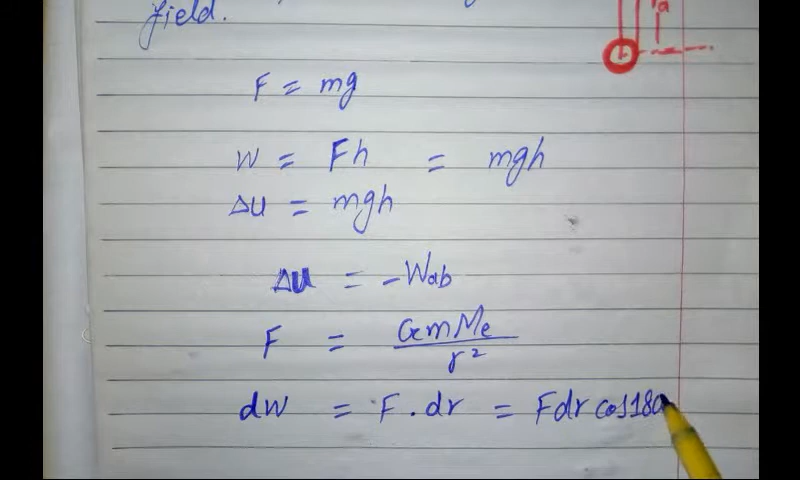 field.
a
F = mg
W = Fh = mgh
ΔU = mgh
ΔU = -Wab
F = GmMe/r²
dW = F.dr = Fdr cos180